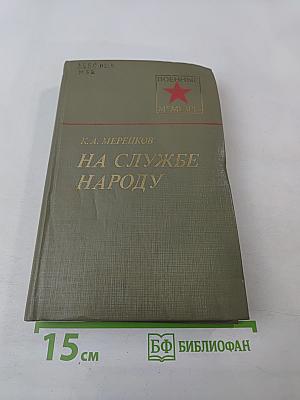 ВОЕННЫЕ
МЕМУАРЫ
К.А. МЕРЕЦКОВ
НА СЛУЖБЕ
НАРОДУ
15 см
БФ БИБЛИОФАН